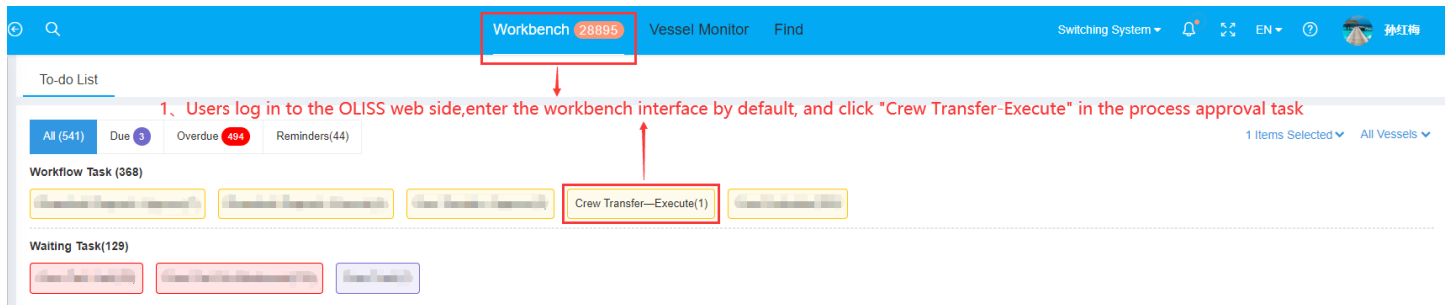 Workbench 28895 Vessel Monitor Find Switching System EN 孙红梅
To-do List
1、Users log in to the OLISS web side,enter the workbench interface by default, and click "Crew Transfer-Execute" in the process approval task
All (541) Due 3 Overdue 494 Reminders(44) 1 Items Selected All Vessels
Workflow Task (368)
Crew Transfer—Execute(1)
Waiting Task(129)